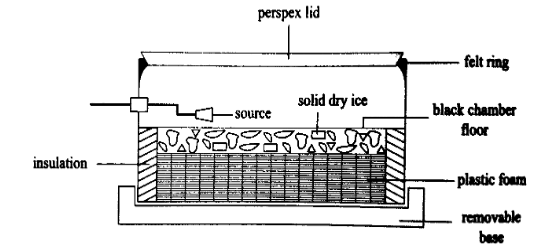 perspex lid
felt ring
source
solid dry ice
black chamber
floor
insulation
plastic foam
removable
base